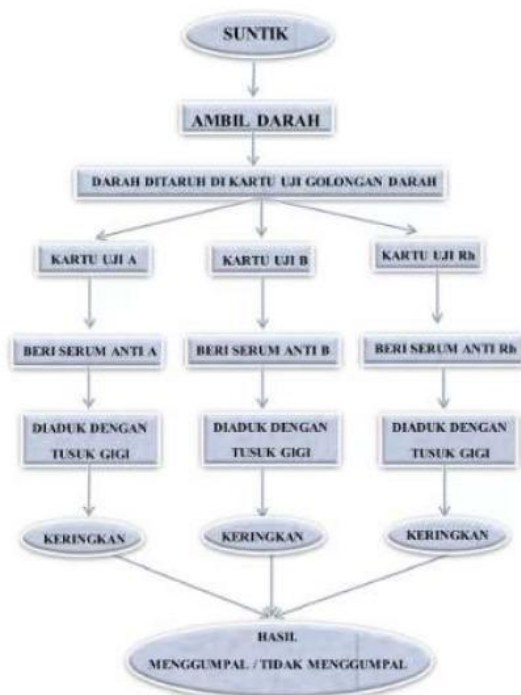 SUNTIK
AMBIL DARAH
DARAH DITARUH DI KARTU UJI GOLONGAN DARAH
KARTU UJI A
KARTU UJI B
KARTU UJI Rh
BERI SERUM ANTI A
BERI SERUM ANTI B
BERI SERUM ANTI Rh
DIADUK DENGAN
TUSUK GIGI
DIADUK DENGAN
TUSUK GIGI
DIADUK DENGAN
TUSUK GIGI
KERINGKAN
KERINGKAN
KERINGKAN
HASIL
MENGGUMPAL / TIDAK MENGGUMPAL